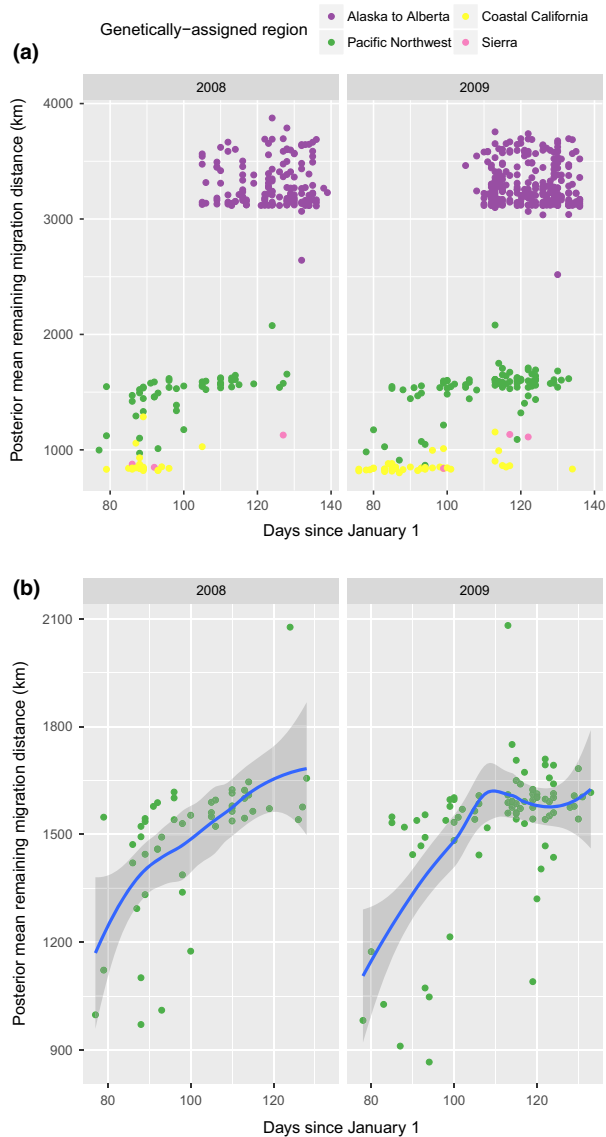 Genetically−assigned region
Alaska to Alberta
Coastal California
Pacific Northwest
Sierra
(a)
2008
2009
Posterior mean remaining migration distance (km)
4000
3000
2000
1000
80 100 120 140
80 100 120 140
Days since January 1
(b)
2008
2009
Posterior mean remaining migration distance (km)
2100
1800
1500
1200
900
80 100 120
80 100 120
Days since January 1